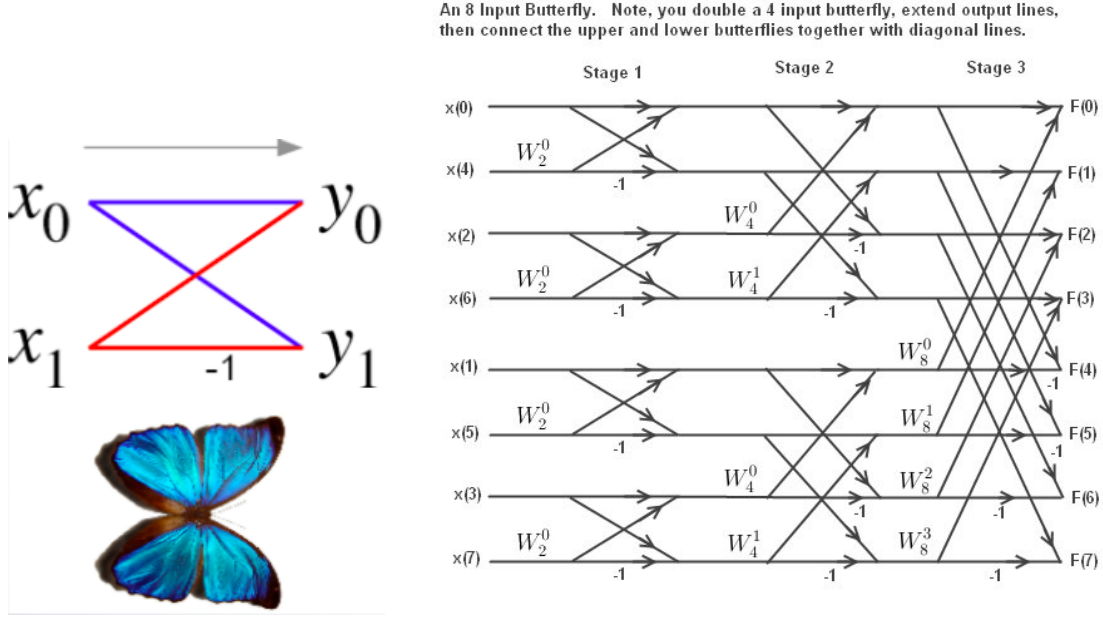 An 8 Input Butterfly. Note, you double a 4 input butterfly, extend output lines,
then connect the upper and lower butterflies together with diagonal lines.
Stage 1 Stage 2 Stage 3
x₀ y₀
x₁ -1 y₁
x(0) F(0)
W₂⁰
x(4) -1 F(1)
W₄⁰
x(2) -1 F(2)
W₂⁰ W₄¹
x(6) -1 -1 F(3)
W₈⁰
x(1) F(4)
-1
W₂⁰ W₈¹
x(5) -1 F(5)
-1
W₄⁰ W₈²
x(3) -1 -1 F(6)
W₂⁰ W₄¹ W₈³
x(7) -1 -1 -1 F(7)